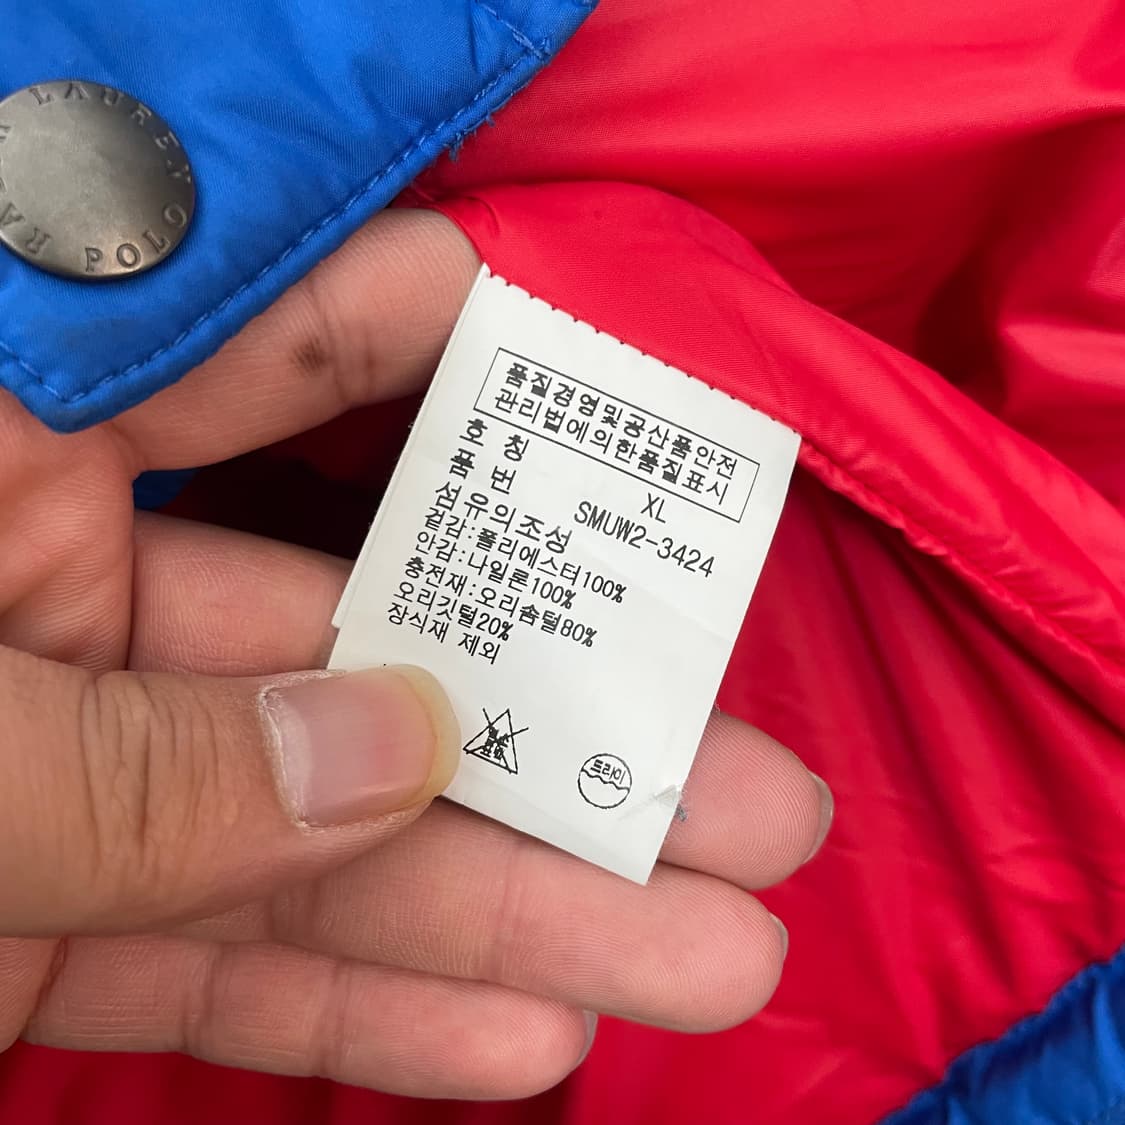 POLO RALPH LAUREN
품질경영및공산품안전
관리법에의한품질표시
호 칭 XL
품 번 SMUW2-3424
섬유의조성
겉감:폴리에스터100%
안감:나일론100%
충전재:오리솜털80%
오리깃털20%
장식재 제외
드라이